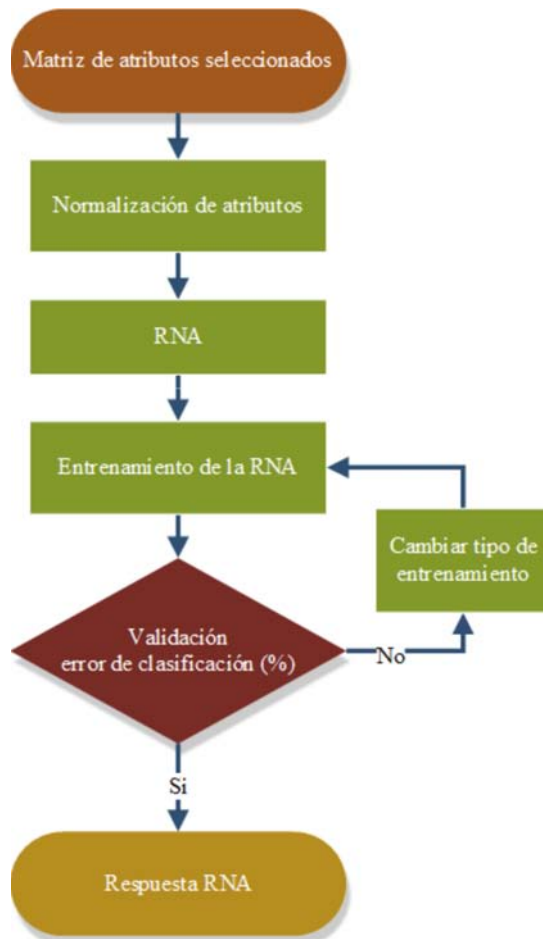 Matriz de atributos seleccionados
Normalización de atributos
RNA
Entrenamiento de la RNA
Cambiar tipo de
entrenamiento
Validación
error de clasificación (%)
No
Si
Respuesta RNA